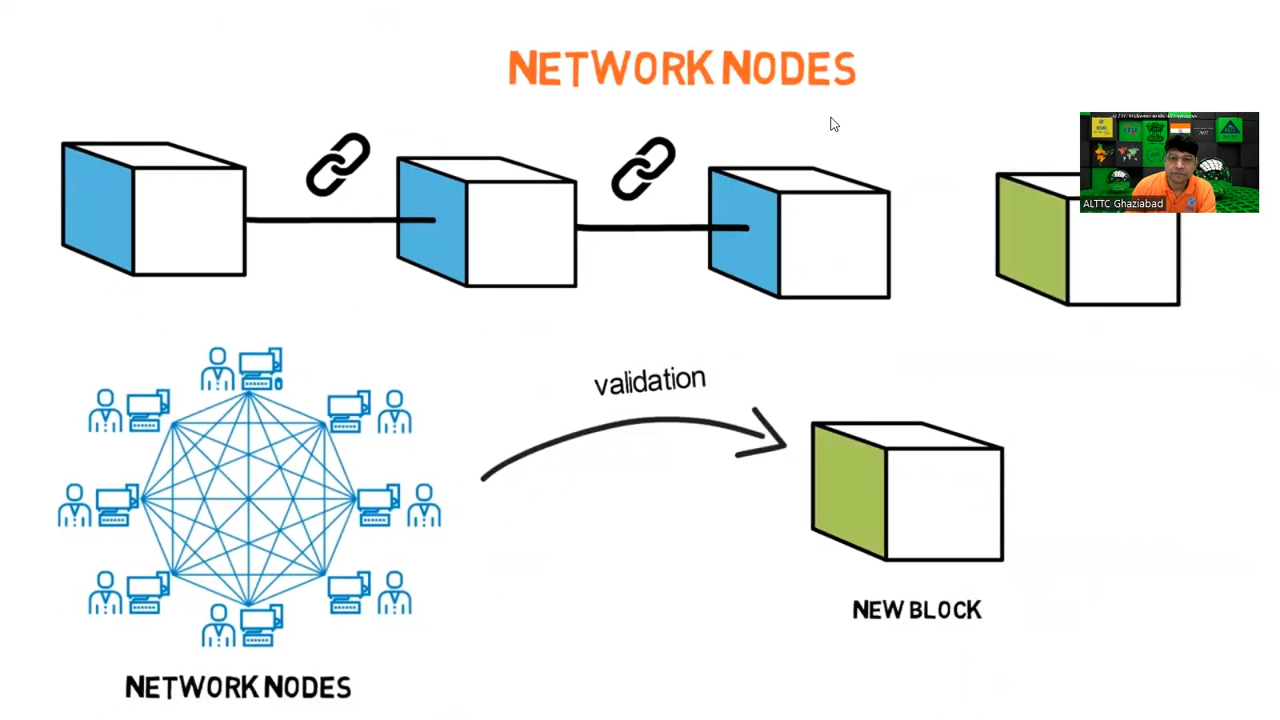 NETWORK NODES
ALTTC Ghaziabad
validation
NEW BLOCK
NETWORK NODES